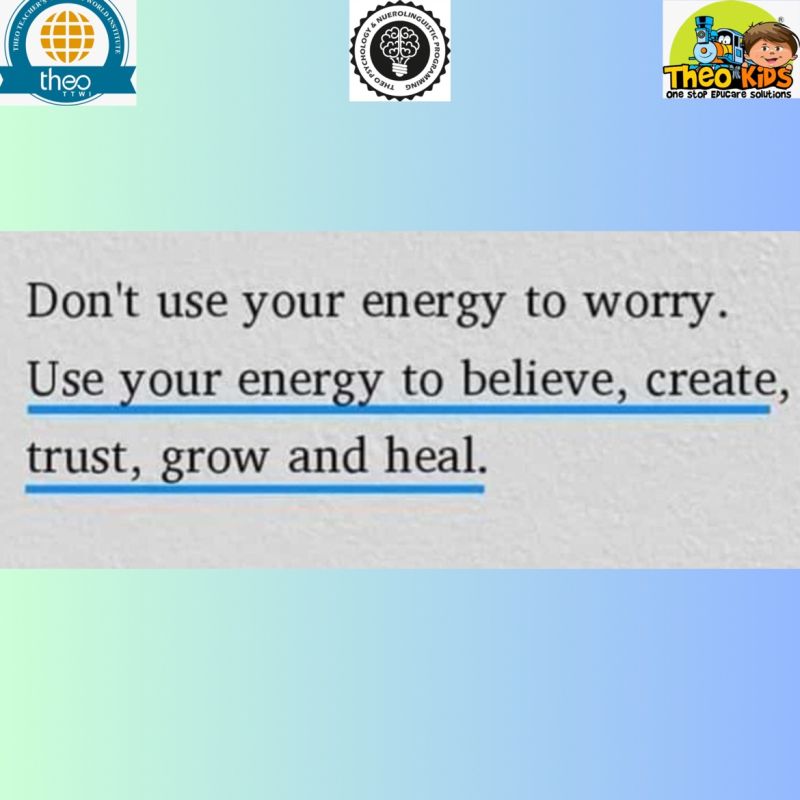 THEO TEACHER'S WORLD INSTITUTE
theo
TTWI
THEO PSYCHOLOGY & NUEROLINGUISTIC PROGRAMMING
Theo KiDS
®
ONE STOP EDUCARE SOLUTIONS
Don't use your energy to worry.
Use your energy to believe, create,
trust, grow and heal.